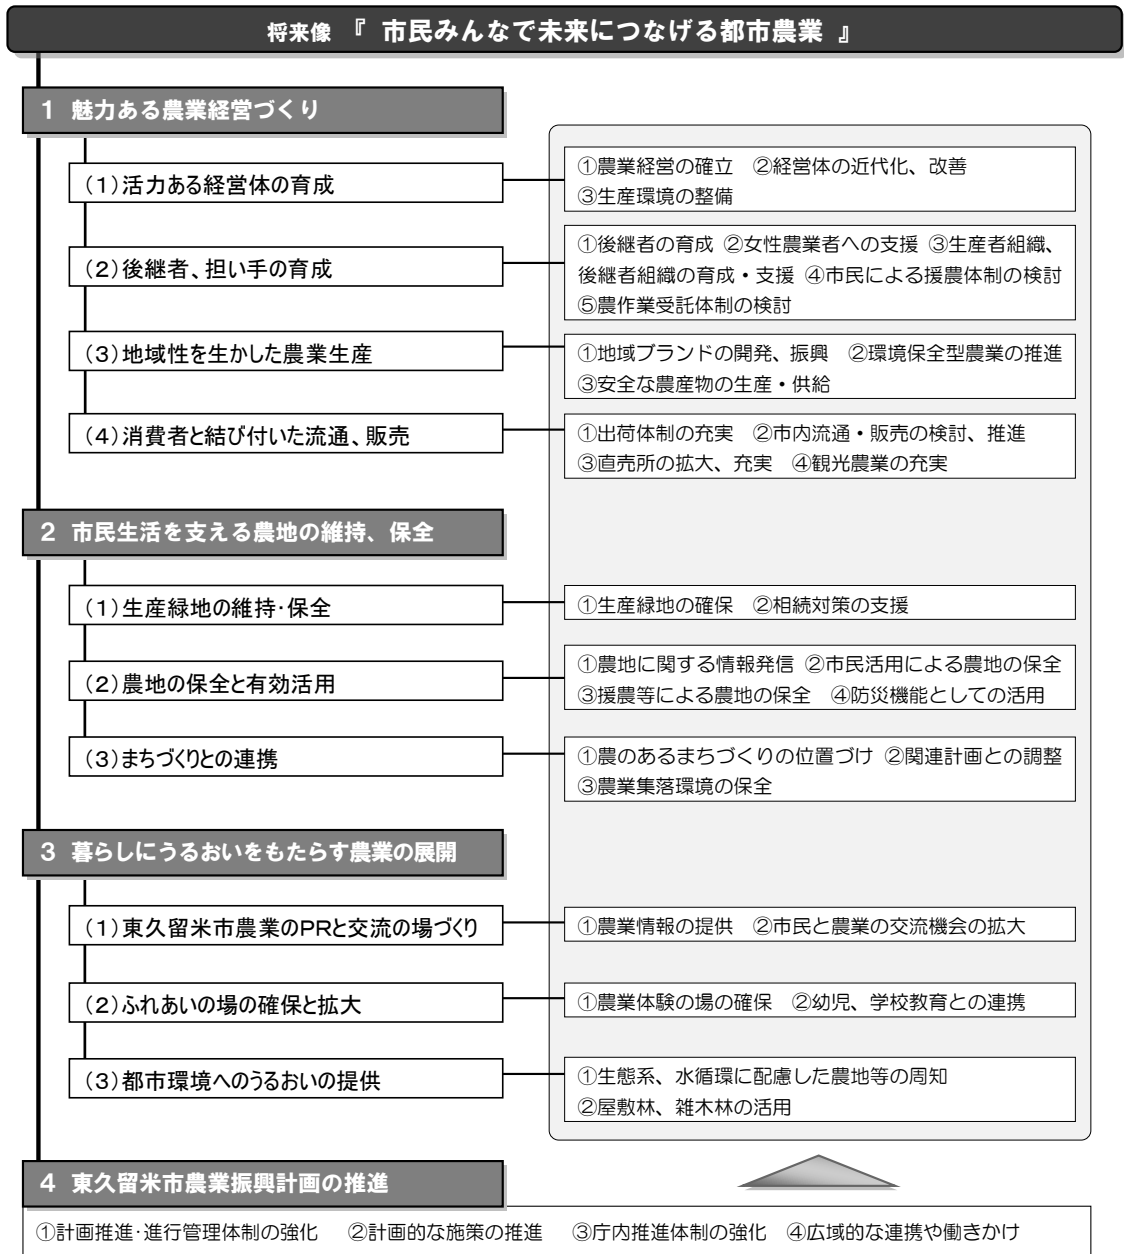 将来像 『 市民みんなで未来につなげる都市農業 』
1 魅力ある農業経営づくり
(1)活力ある経営体の育成
①農業経営の確立 ②経営体の近代化、改善
③生産環境の整備
(2)後継者、担い手の育成
①後継者の育成 ②女性農業者への支援 ③生産者組織、
後継者組織の育成・支援 ④市民による援農体制の検討
⑤農作業受託体制の検討
(3)地域性を生かした農業生産
①地域ブランドの開発、振興 ②環境保全型農業の推進
③安全な農産物の生産・供給
(4)消費者と結び付いた流通、販売
①出荷体制の充実 ②市内流通・販売の検討、推進
③直売所の拡大、充実 ④観光農業の充実
2 市民生活を支える農地の維持、保全
(1)生産緑地の維持・保全
①生産緑地の確保 ②相続対策の支援
(2)農地の保全と有効活用
①農地に関する情報発信 ②市民活用による農地の保全
③援農等による農地の保全 ④防災機能としての活用
(3)まちづくりとの連携
①農のあるまちづくりの位置づけ ②関連計画との調整
③農業集落環境の保全
3 暮らしにうるおいをもたらす農業の展開
(1)東久留米市農業のPRと交流の場づくり
①農業情報の提供 ②市民と農業の交流機会の拡大
(2)ふれあいの場の確保と拡大
①農業体験の場の確保 ②幼児、学校教育との連携
(3)都市環境へのうるおいの提供
①生態系、水循環に配慮した農地等の周知
②屋敷林、雑木林の活用
4 東久留米市農業振興計画の推進
①計画推進・進行管理体制の強化 ②計画的な施策の推進 ③庁内推進体制の強化 ④広域的な連携や働きかけ